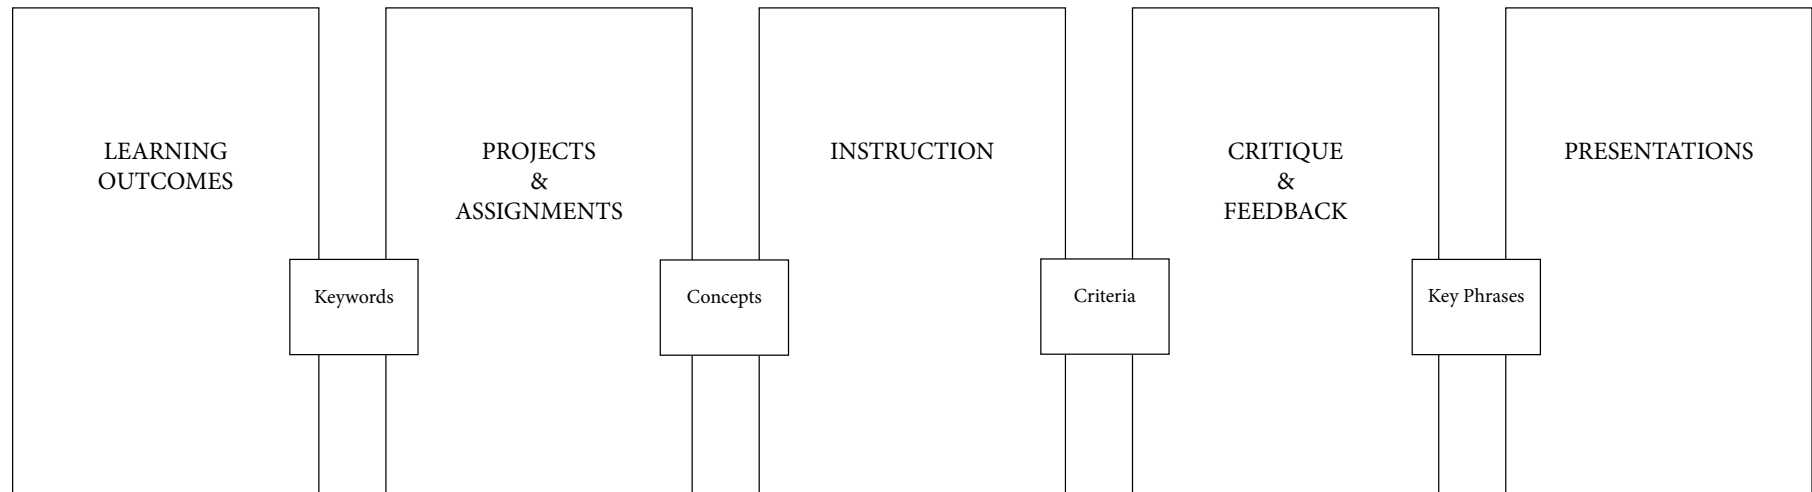 LEARNING
OUTCOMES
PROJECTS
&
ASSIGNMENTS
INSTRUCTION
CRITIQUE
&
FEEDBACK
PRESENTATIONS
Keywords
Concepts
Criteria
Key Phrases